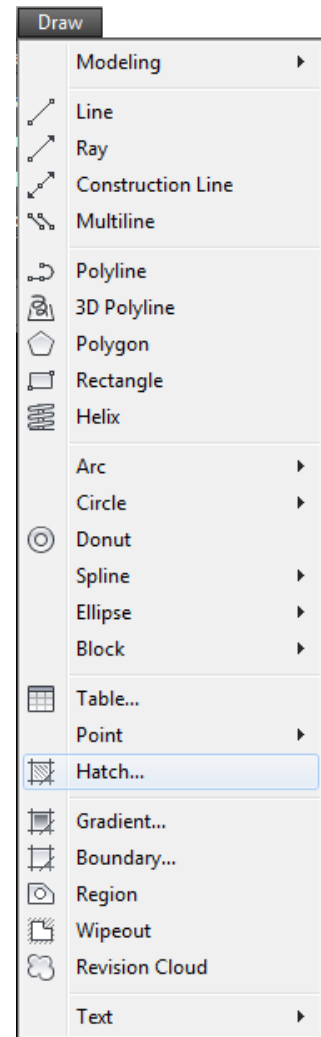 Draw
Modeling
Line
Ray
Construction Line
Multiline
Polyline
3D Polyline
Polygon
Rectangle
Helix
Arc
Circle
Donut
Spline
Ellipse
Block
Table...
Point
Hatch...
Gradient...
Boundary...
Region
Wipeout
Revision Cloud
Text